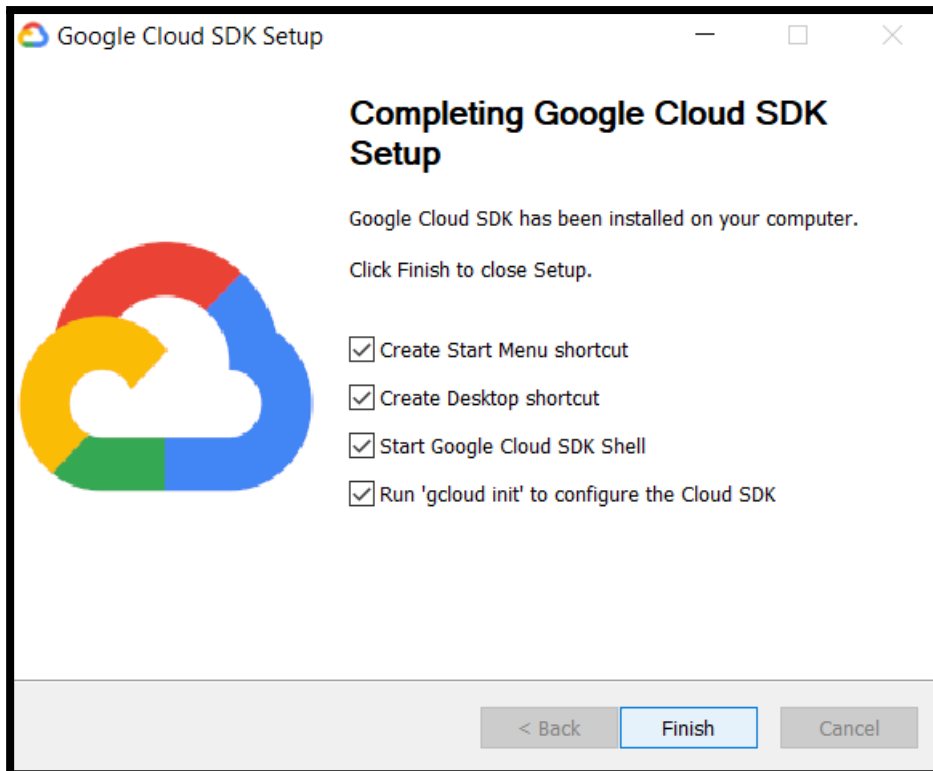 Google Cloud SDK Setup
Completing Google Cloud SDK
Setup
Google Cloud SDK has been installed on your computer.
Click Finish to close Setup.
Create Start Menu shortcut
Create Desktop shortcut
Start Google Cloud SDK Shell
Run 'gcloud init' to configure the Cloud SDK
< Back Finish Cancel